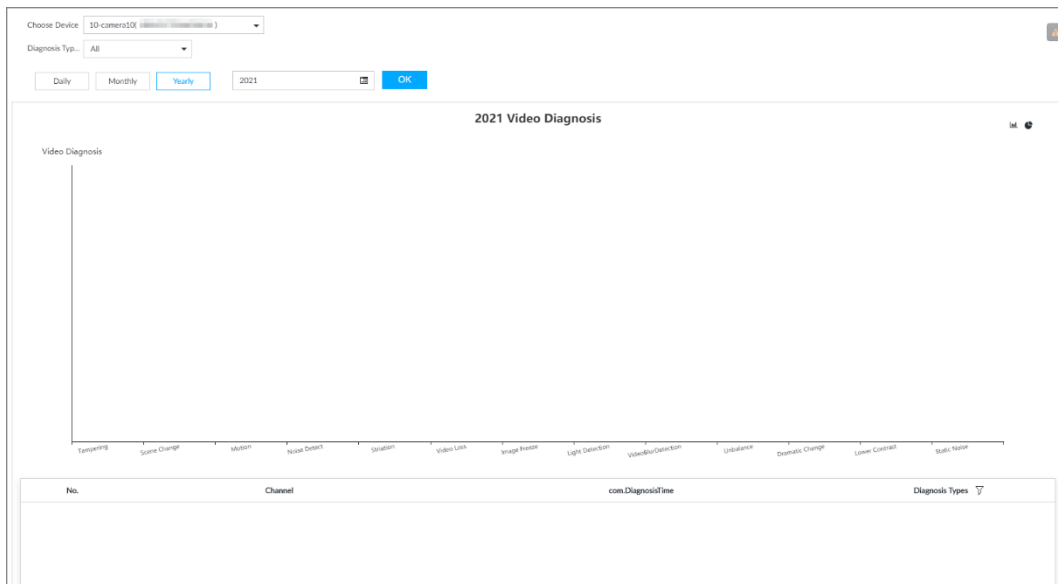 Choose Device 10-camera10( )
Diagnosis Typ... All
Daily Monthly Yearly 2021 OK
2021 Video Diagnosis
Video Diagnosis
Tampering Scene Change Motion Noise Detect Striation Video Loss Image Freeze Light Detection VideoBlurDetection Unbalance Dramatic Change Lower Contrast Static Noise
No. Channel com.DiagnosisTime Diagnosis Types